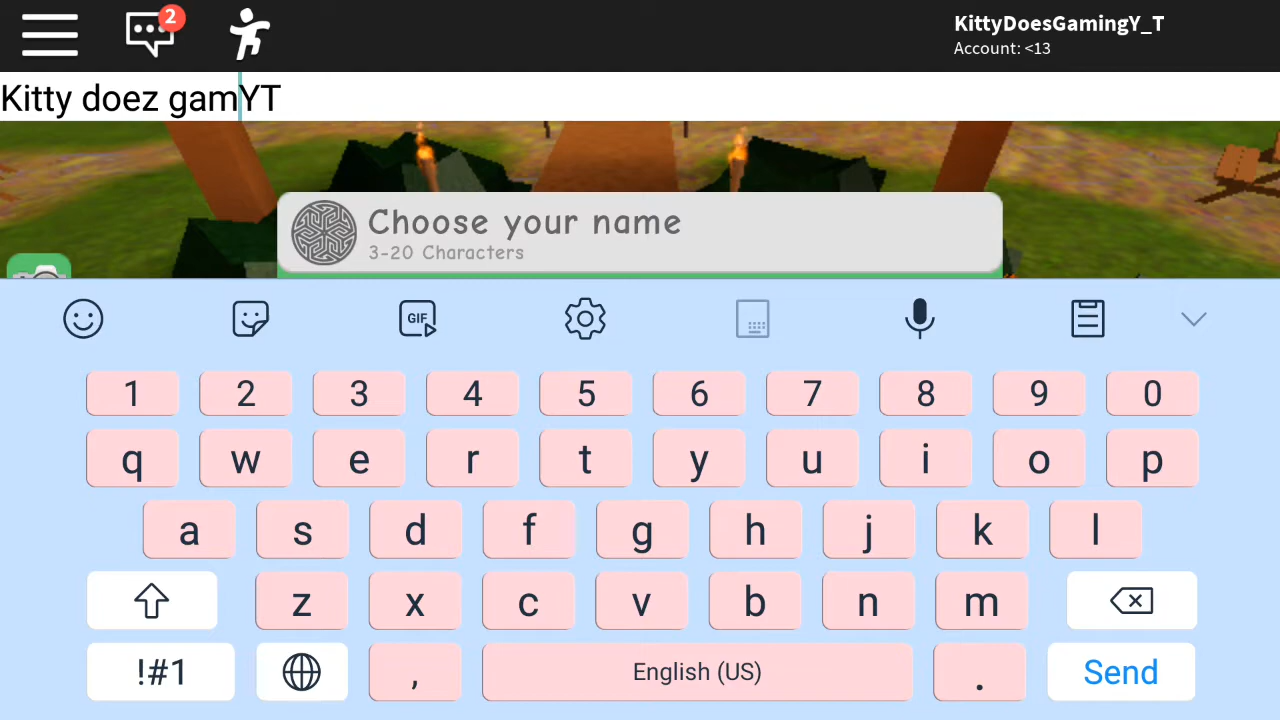 2
KittyDoesGamingY_T
Account: <13
Kitty doez gamYT
Choose your name
3-20 Characters
GIF
1 2 3 4 5 6 7 8 9 0
q w e r t y u i o p
a s d f g h j k l
z x c v b n m
!#1 , English (US) . Send